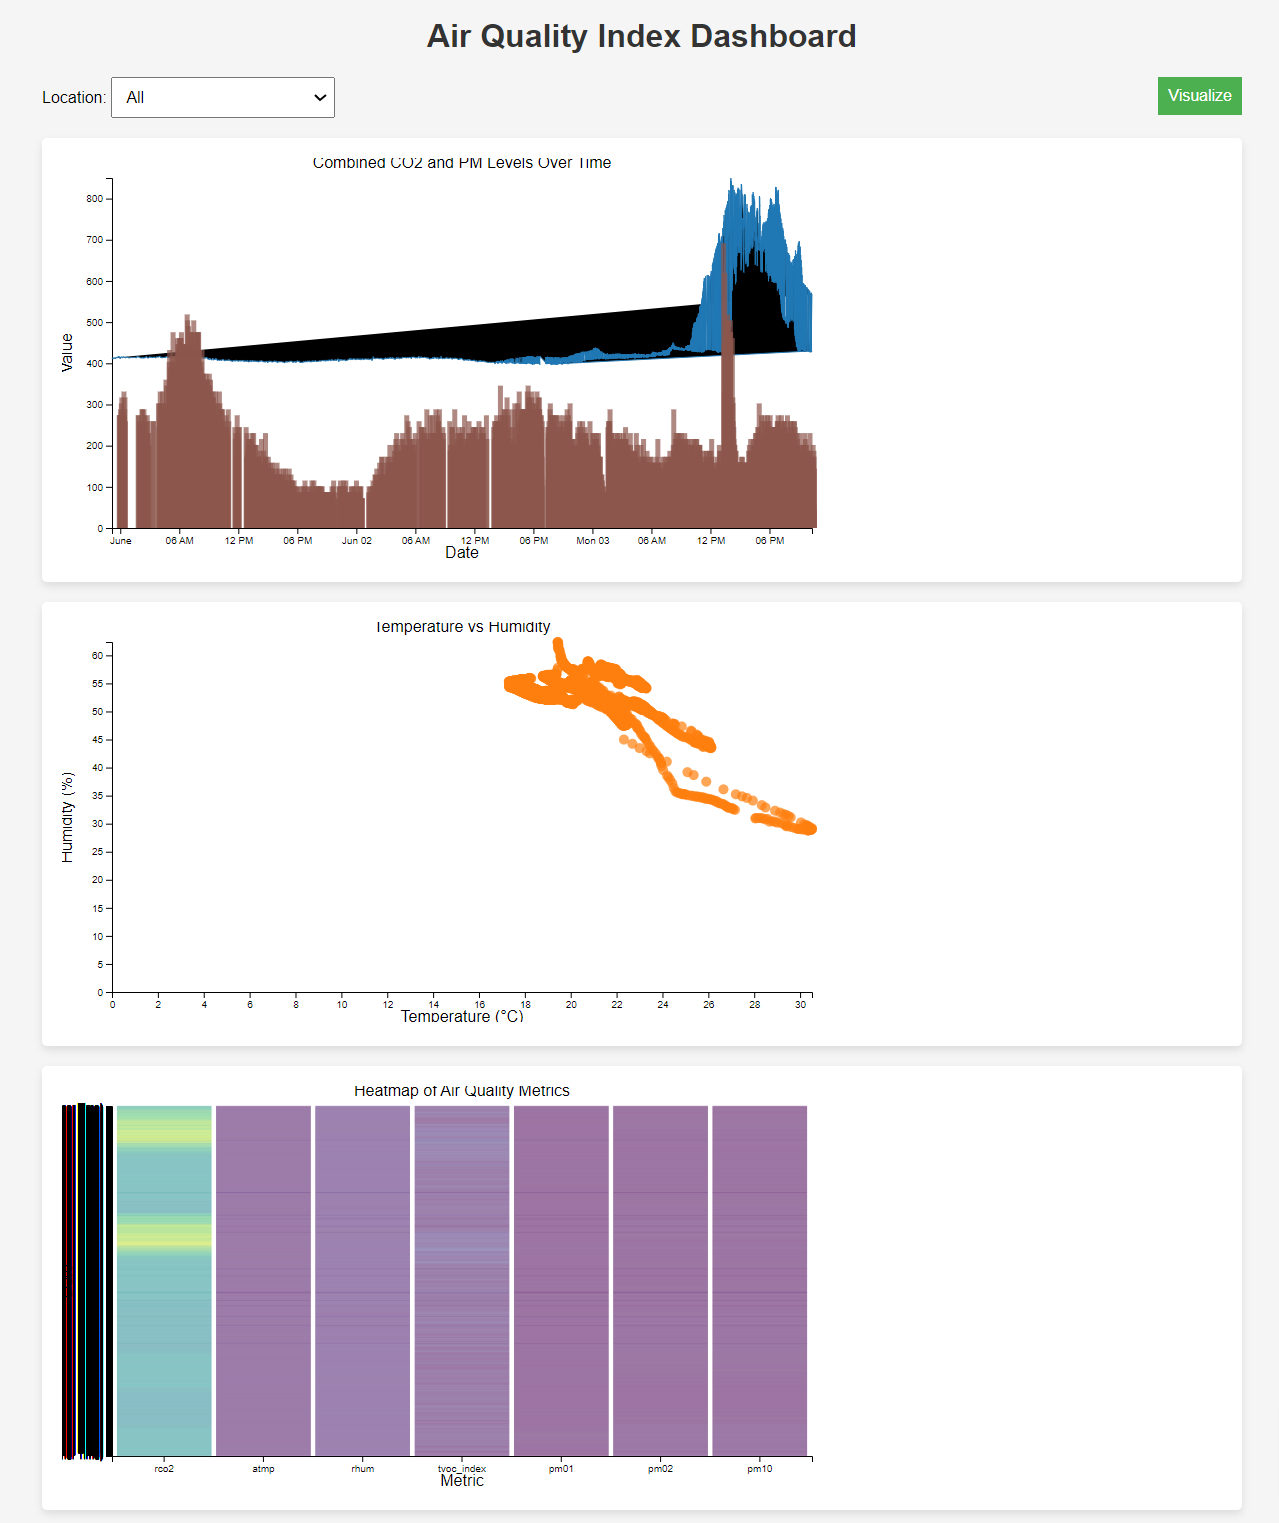 Air Quality Index Dashboard
Location: All
Visualize
Combined CO2 and PM Levels Over Time
800
700
600
500
400
300
200
100
0
Value
June 06 AM 12 PM 06 PM Jun 02 06 AM 12 PM 06 PM Mon 03 06 AM 12 PM 06 PM
Date
Temperature vs Humidity
60
55
50
45
40
35
30
25
20
15
10
5
0
Humidity (%)
0 2 4 6 8 10 12 14 16 18 20 22 24 26 28 30
Temperature (°C)
Heatmap of Air Quality Metrics
rco2 atmp rhum tvoc_index pm01 pm02 pm10
Metric